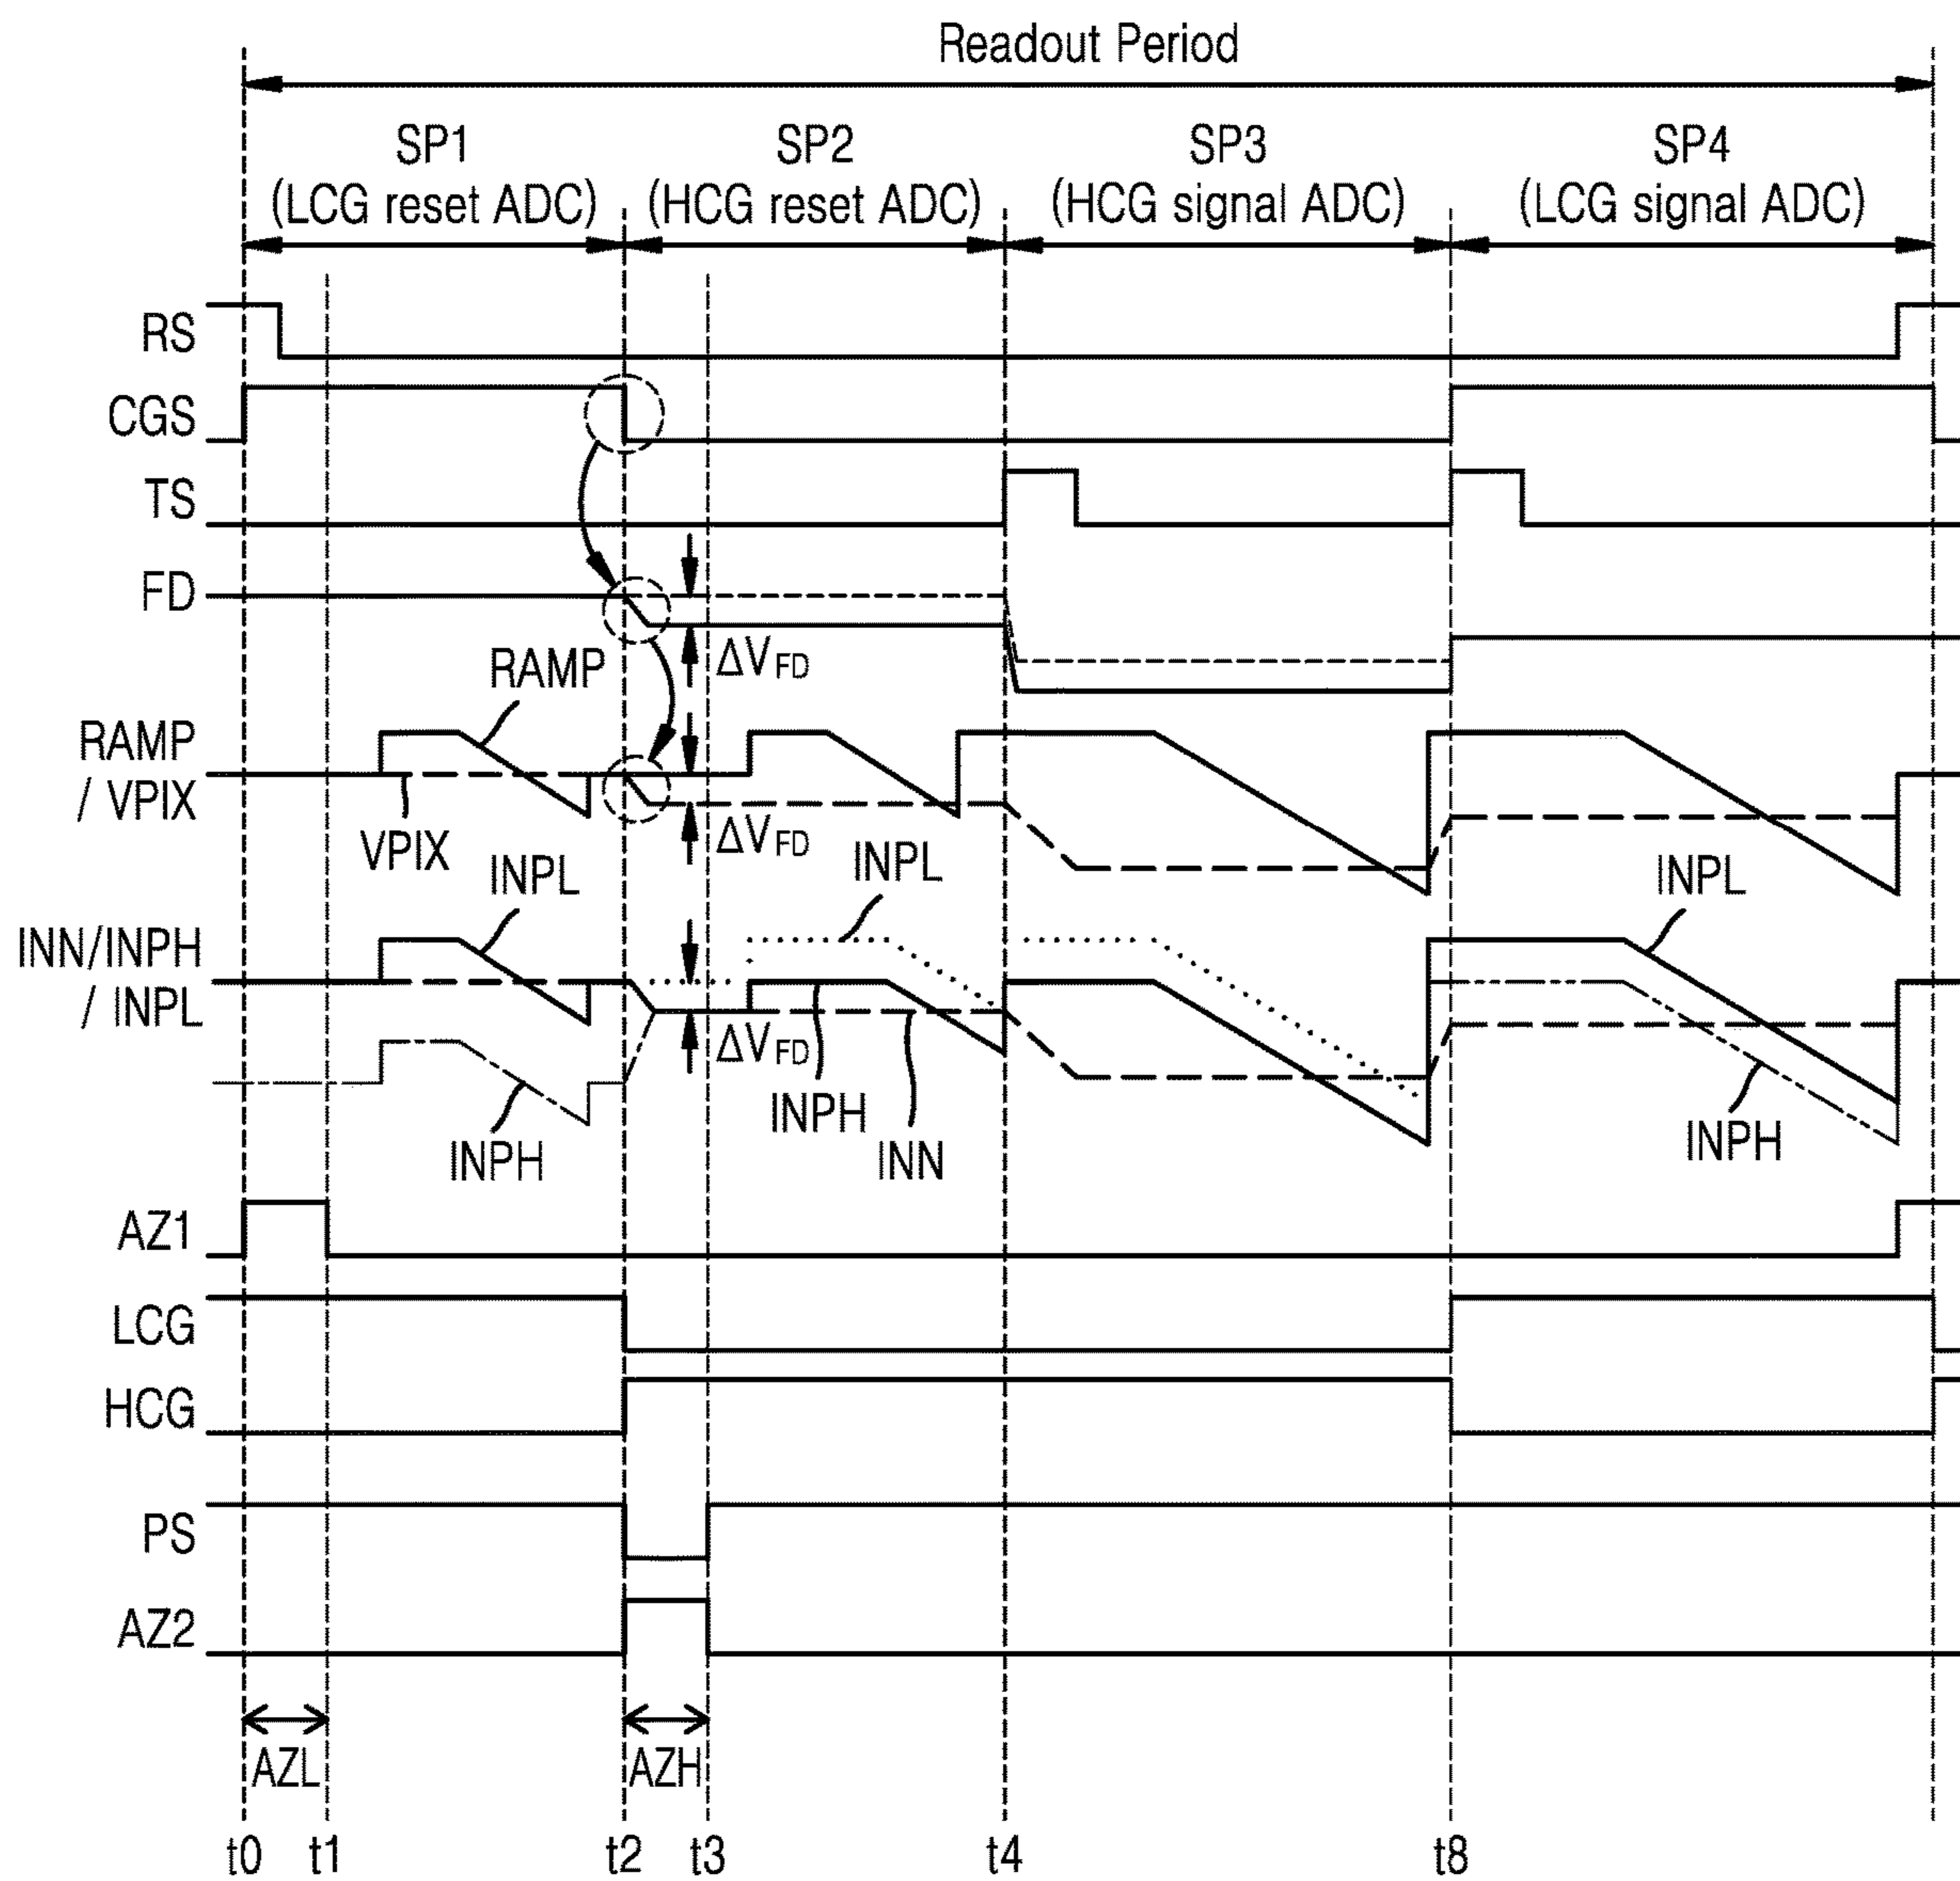 Readout Period
SP1 SP2 SP3 SP4
(LCG reset ADC) (HCG reset ADC) (HCG signal ADC) (LCG signal ADC)
RS
CGS
TS
FD
ΔVFD
RAMP
RAMP
/ VPIX
VPIX
ΔVFD
INPL
INPL
INPL
INN/INPH
/ INPL
ΔVFD
INPH
INPH
INN
INPH
AZ1
LCG
HCG
PS
AZ2
AZL AZH
t0 t1 t2 t3 t4 t8